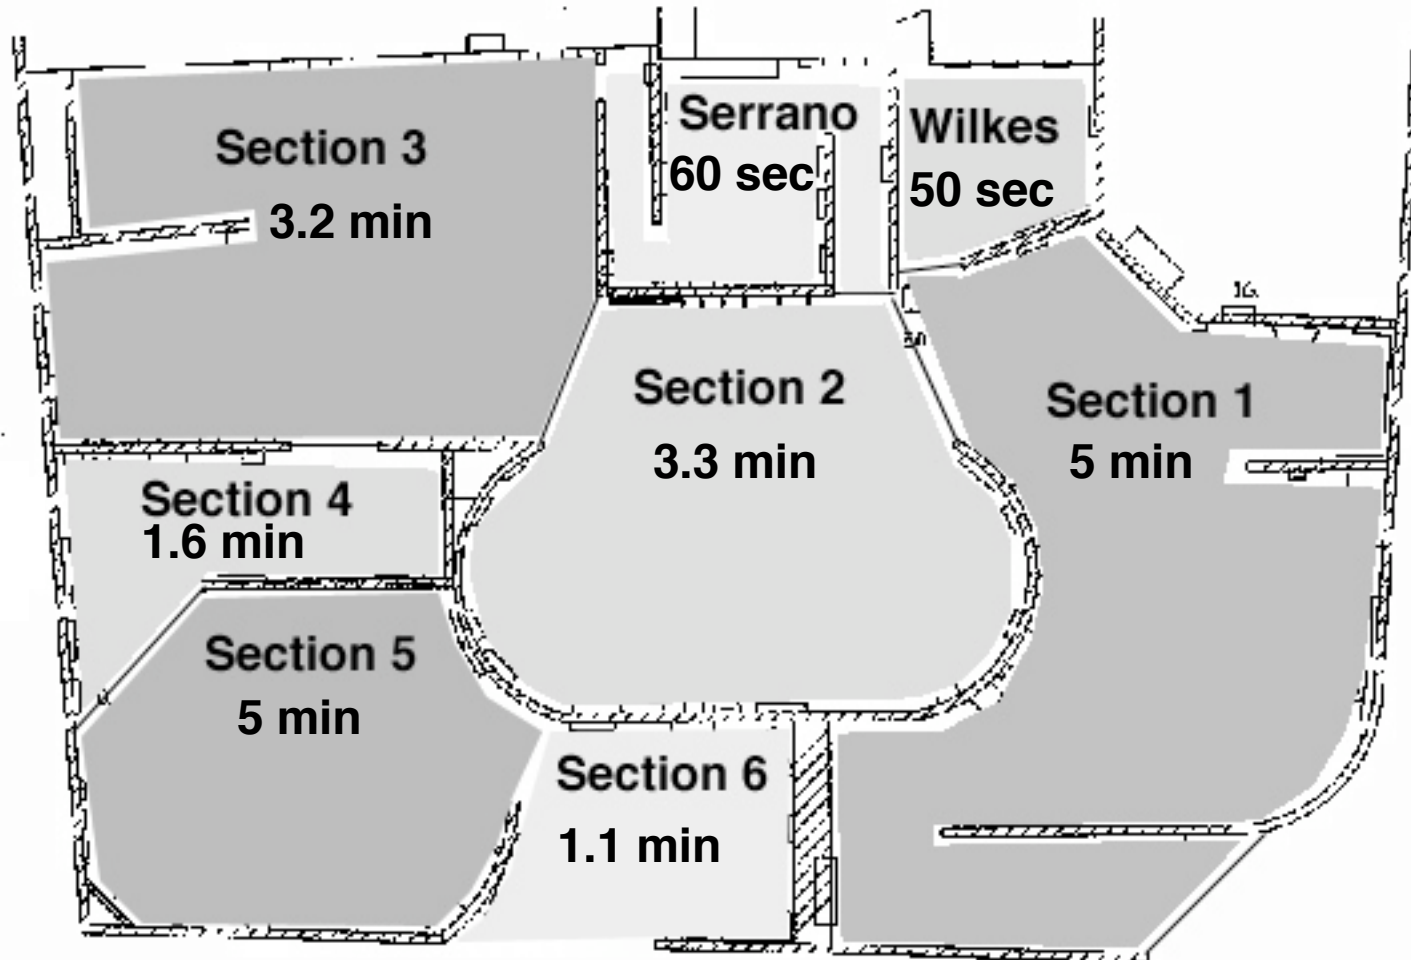 Section 3
3.2 min
Serrano
60 sec
Wilkes
50 sec
Section 2
3.3 min
Section 1
5 min
Section 4
1.6 min
Section 5
5 min
Section 6
1.1 min